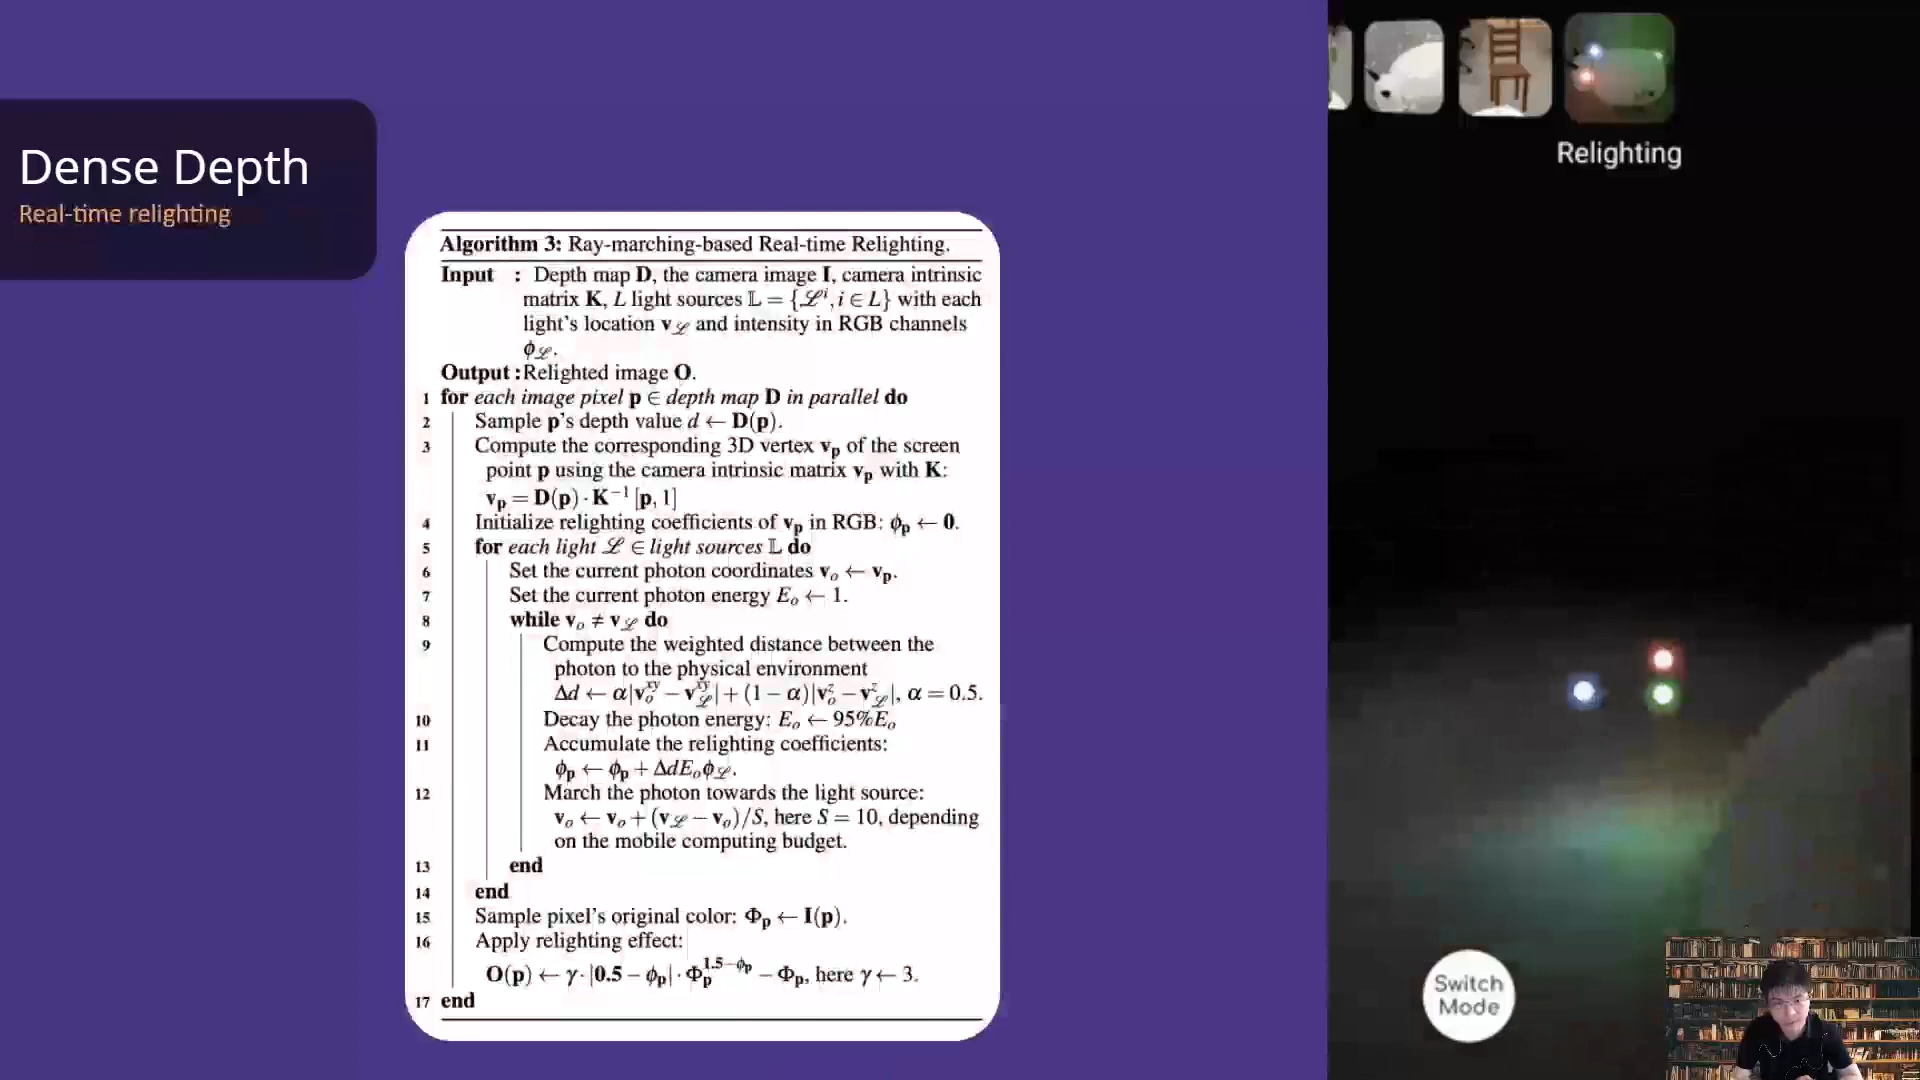 Dense Depth
Real-time relighting
Algorithm 3: Ray-marching-based Real-time Relighting.
Input : Depth map D, the camera image I, camera intrinsic
matrix K, L light sources 𝕃 = {ℒⁱ, i ∈ L} with each
light's location v_ℒ and intensity in RGB channels
ϕ_ℒ.
Output : Relighted image O.
1 for each image pixel p ∈ depth map D in parallel do
2 Sample p's depth value d ← D(p).
3 Compute the corresponding 3D vertex v_p of the screen
point p using the camera intrinsic matrix v_p with K:
v_p = D(p) · K⁻¹ [p, 1]
4 Initialize relighting coefficients of v_p in RGB: ϕ_p ← 0.
5 for each light ℒ ∈ light sources 𝕃 do
6 Set the current photon coordinates v_o ← v_p.
7 Set the current photon energy E_o ← 1.
8 while v_o ≠ v_ℒ do
9 Compute the weighted distance between the
photon to the physical environment
Δd ← α|v_o^xy − v_ℒ^xy| + (1 − α)|v_o^z − v_ℒ^z|, α = 0.5.
10 Decay the photon energy: E_o ← 95%E_o
11 Accumulate the relighting coefficients:
ϕ_p ← ϕ_p + ΔdE_oϕ_ℒ.
12 March the photon towards the light source:
v_o ← v_o + (v_ℒ − v_o)/S, here S = 10, depending
on the mobile computing budget.
13 end
14 end
15 Sample pixel's original color: Φ_p ← I(p).
16 Apply relighting effect:
O(p) ← γ · |0.5 − ϕ_p| · Φ_p^(1.5−ϕ_p) − Φ_p, here γ ← 3.
17 end
Relighting
Switch
Mode